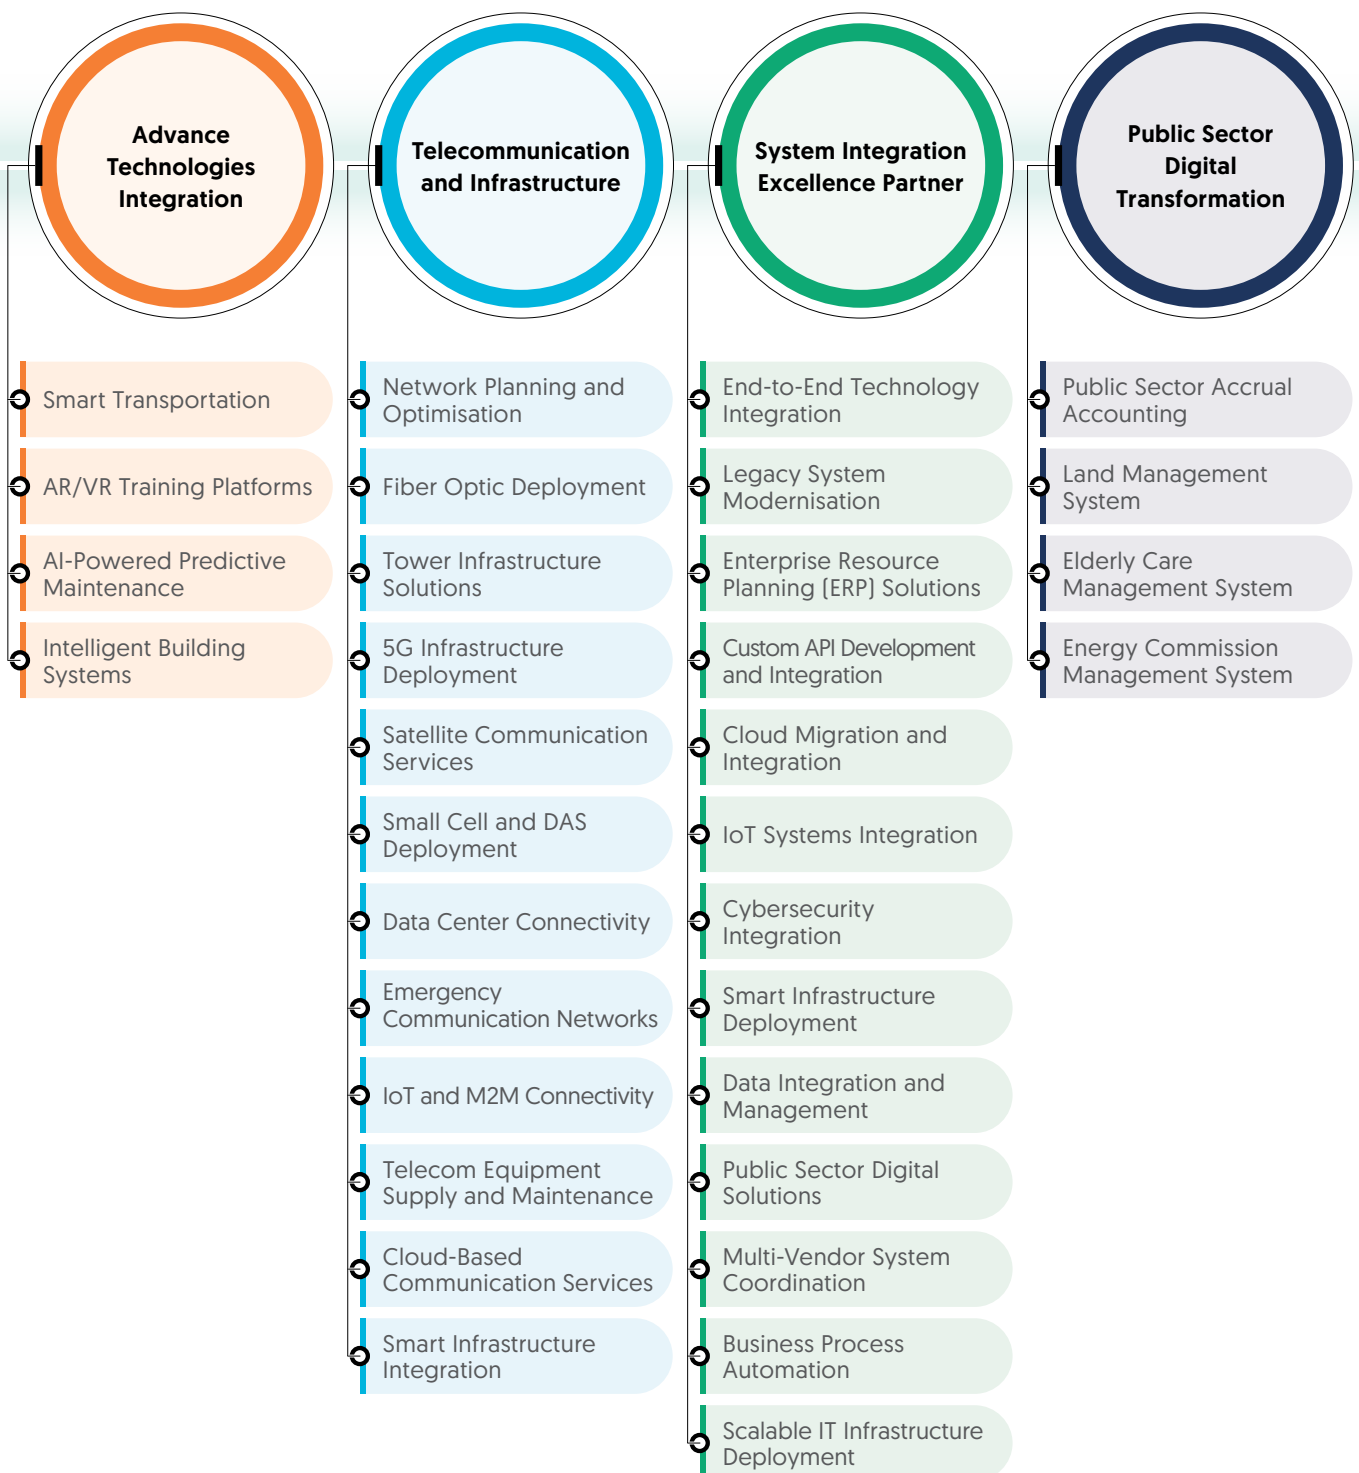 Advance
Technologies
Integration
Smart Transportation
AR/VR Training Platforms
AI-Powered Predictive
Maintenance
Intelligent Building
Systems
Telecommunication
and Infrastructure
Network Planning and
Optimisation
Fiber Optic Deployment
Tower Infrastructure
Solutions
5G Infrastructure
Deployment
Satellite Communication
Services
Small Cell and DAS
Deployment
Data Center Connectivity
Emergency
Communication Networks
IoT and M2M Connectivity
Telecom Equipment
Supply and Maintenance
Cloud-Based
Communication Services
Smart Infrastructure
Integration
System Integration
Excellence Partner
End-to-End Technology
Integration
Legacy System
Modernisation
Enterprise Resource
Planning (ERP) Solutions
Custom API Development
and Integration
Cloud Migration and
Integration
IoT Systems Integration
Cybersecurity
Integration
Smart Infrastructure
Deployment
Data Integration and
Management
Public Sector Digital
Solutions
Multi-Vendor System
Coordination
Business Process
Automation
Scalable IT Infrastructure
Deployment
Public Sector
Digital
Transformation
Public Sector Accrual
Accounting
Land Management
System
Elderly Care
Management System
Energy Commission
Management System